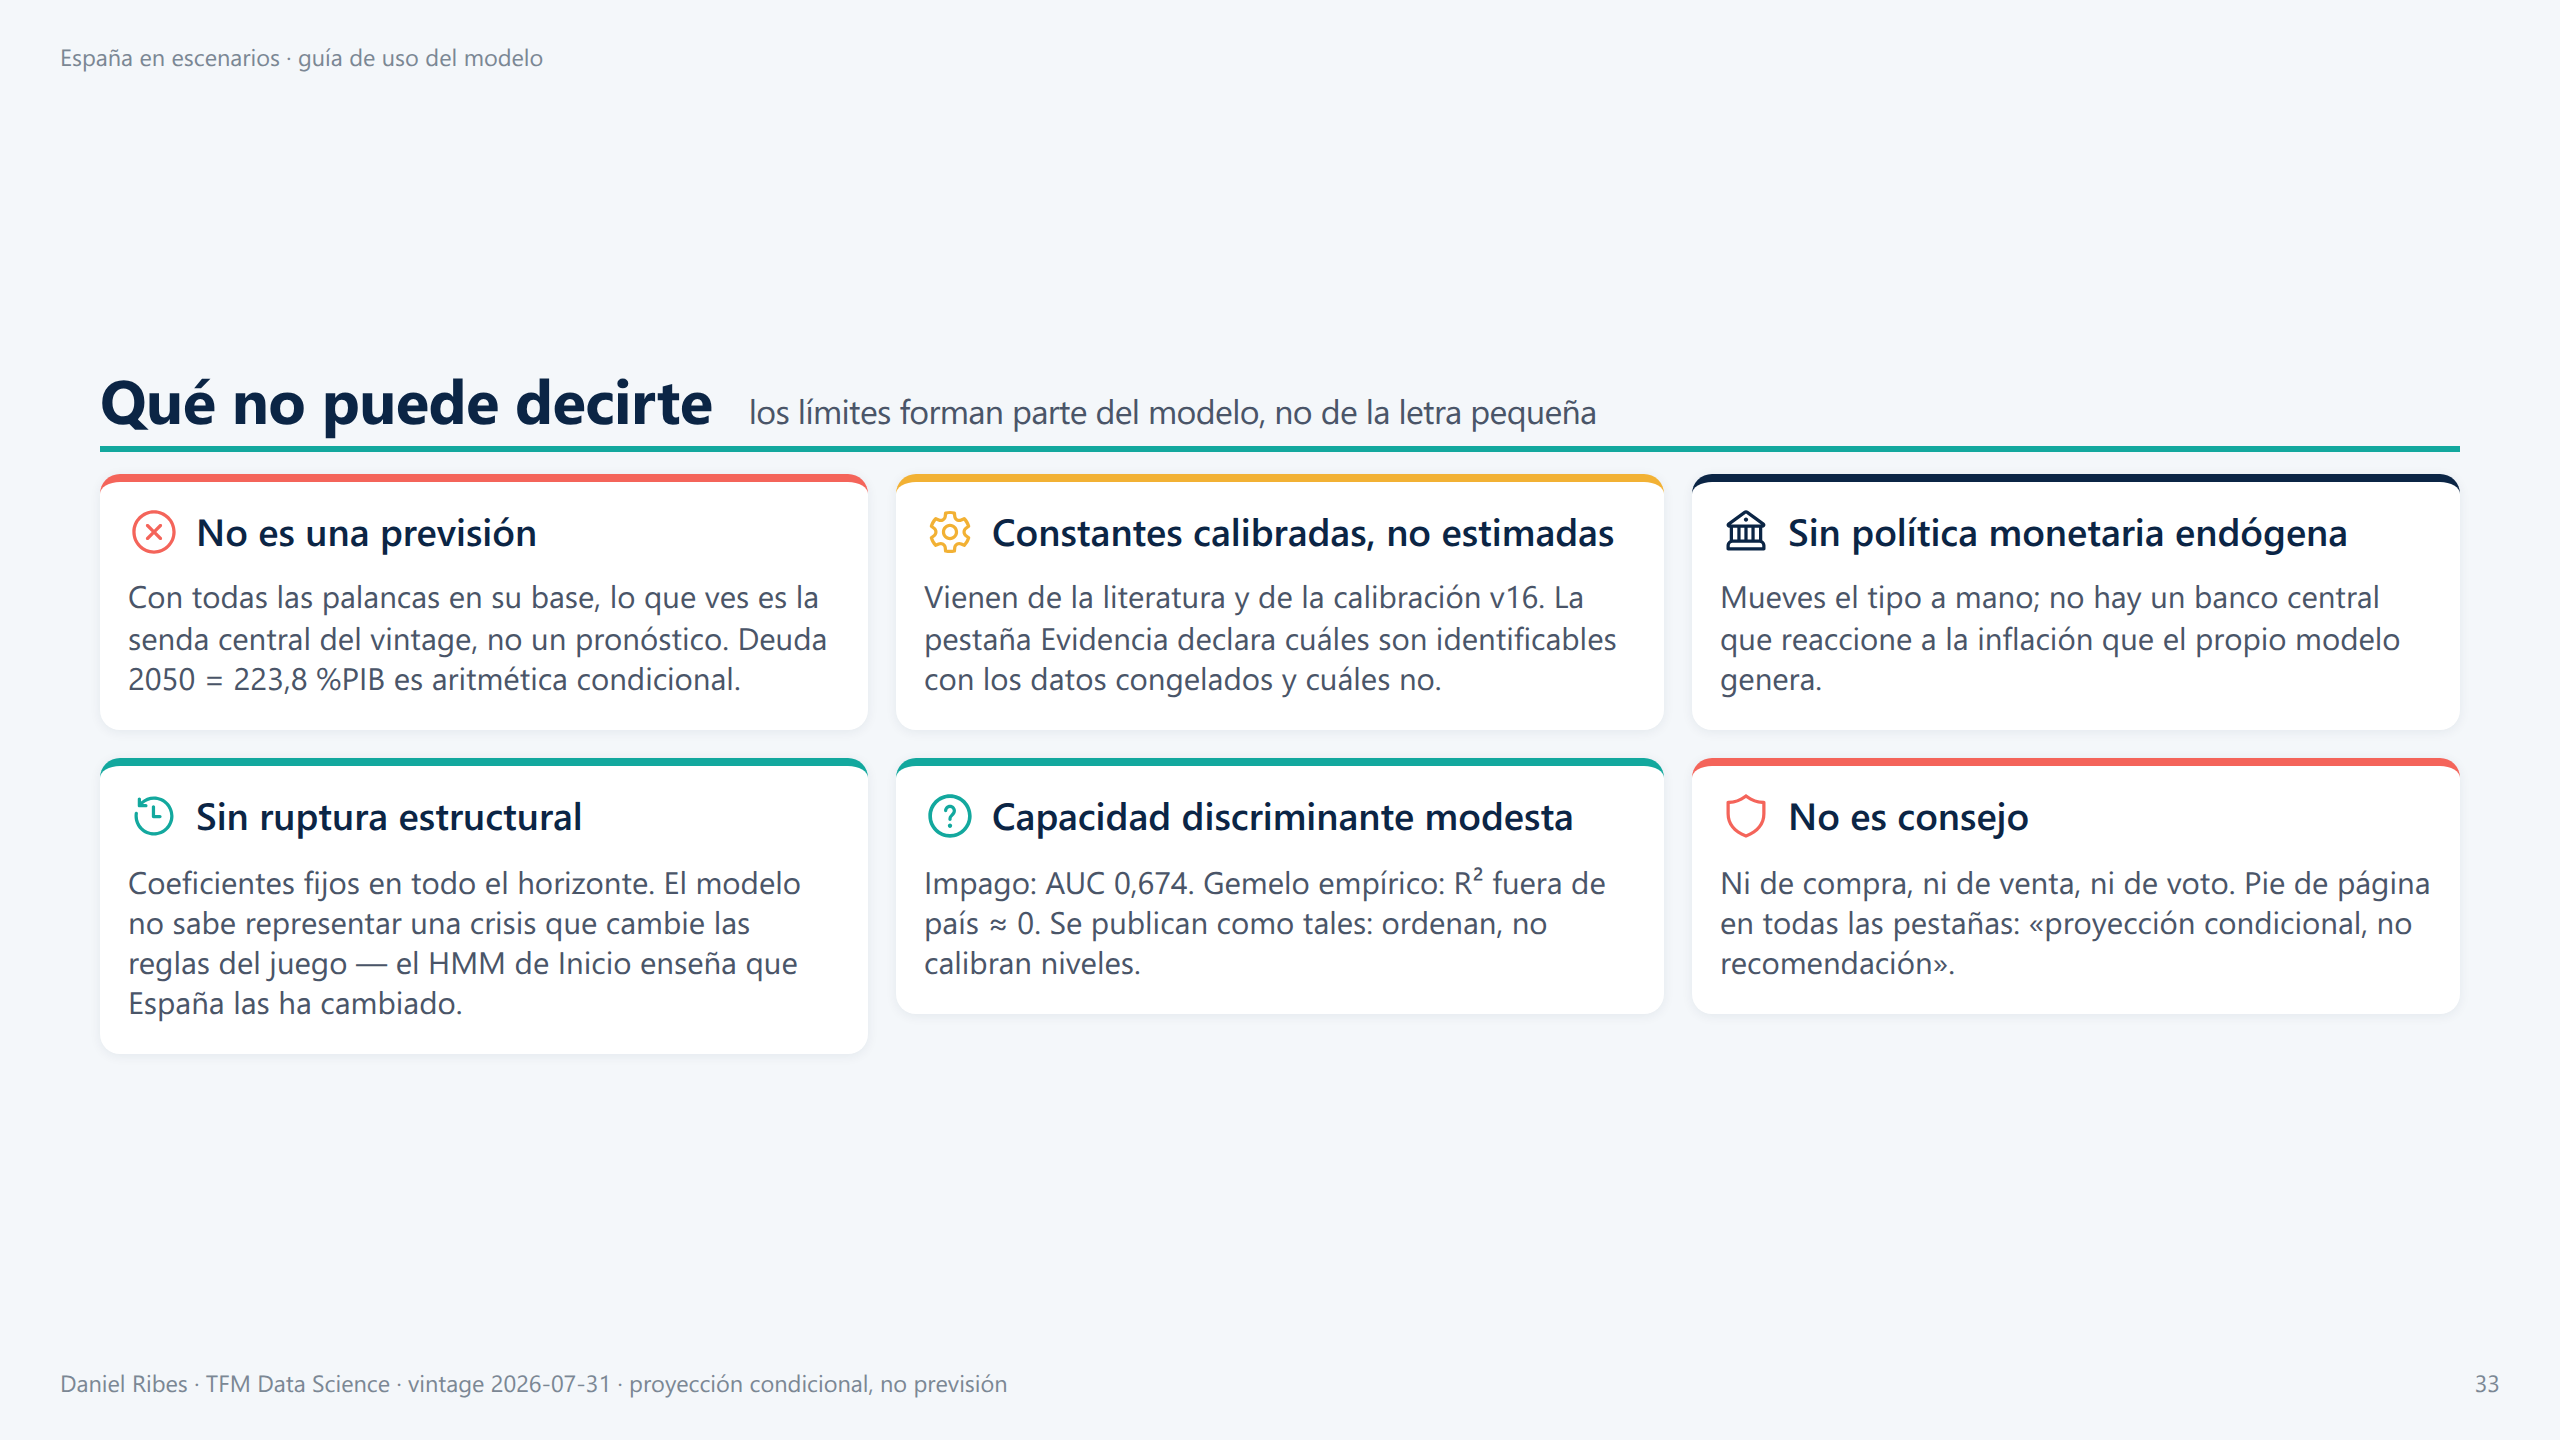 España en escenarios · guía de uso del modelo
Qué no puede decirte los límites forman parte del modelo, no de la letra pequeña
No es una previsión
Con todas las palancas en su base, lo que ves es la
senda central del vintage, no un pronóstico. Deuda
2050 = 223,8 %PIB es aritmética condicional.
Constantes calibradas, no estimadas
Vienen de la literatura y de la calibración v16. La
pestaña Evidencia declara cuáles son identificables
con los datos congelados y cuáles no.
Sin política monetaria endógena
Mueves el tipo a mano; no hay un banco central
que reaccione a la inflación que el propio modelo
genera.
Sin ruptura estructural
Coeficientes fijos en todo el horizonte. El modelo
no sabe representar una crisis que cambie las
reglas del juego — el HMM de Inicio enseña que
España las ha cambiado.
Capacidad discriminante modesta
Impago: AUC 0,674. Gemelo empírico: R² fuera de
país ≈ 0. Se publican como tales: ordenan, no
calibran niveles.
No es consejo
Ni de compra, ni de venta, ni de voto. Pie de página
en todas las pestañas: «proyección condicional, no
recomendación».
Daniel Ribes · TFM Data Science · vintage 2026-07-31 · proyección condicional, no previsión
33